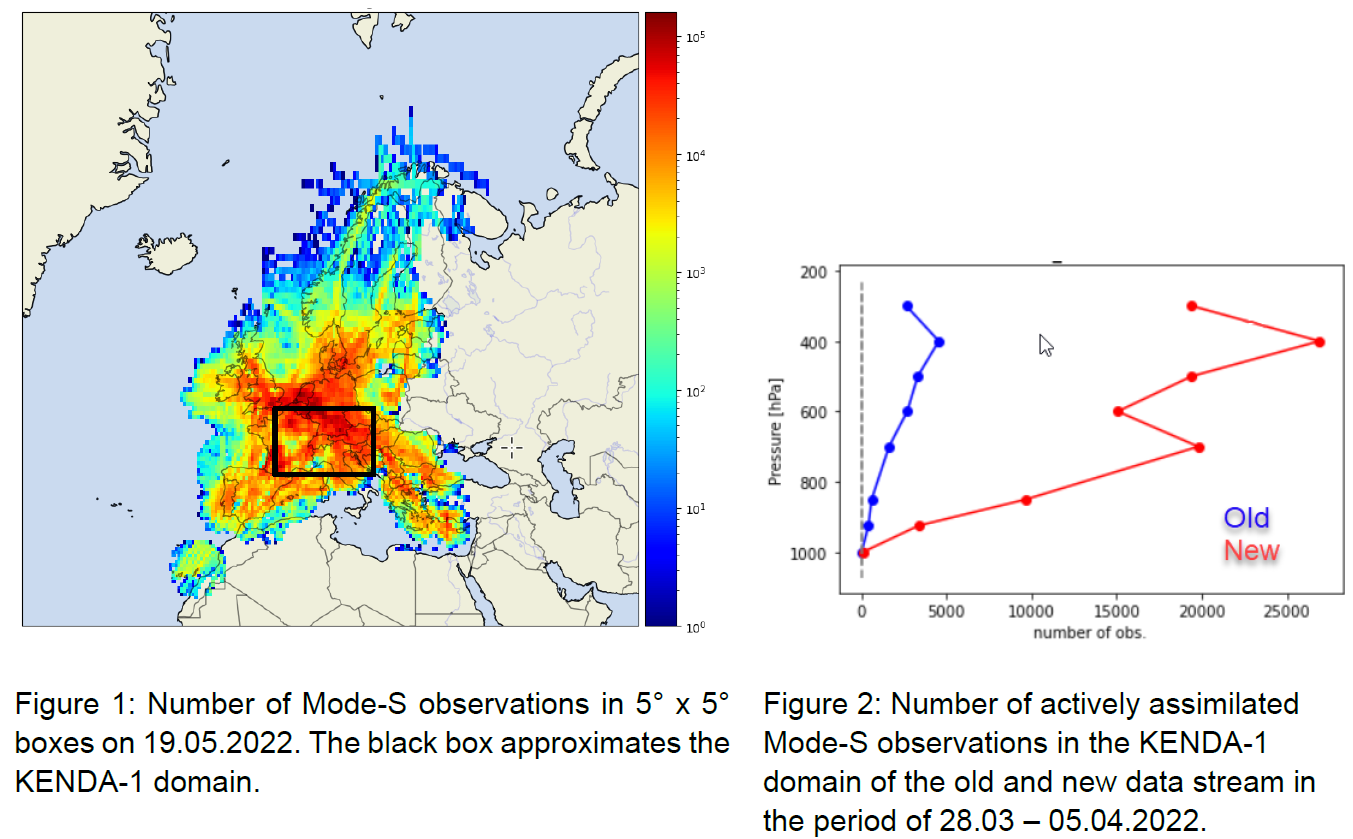 10⁵
10⁴
10³
10²
10¹
10⁰
200
400
600
800
1000
Pressure [hPa]
0
5000
10000
15000
20000
25000
number of obs.
Old
New
Figure 1: Number of Mode-S observations in 5° x 5°
boxes on 19.05.2022. The black box approximates the
KENDA-1 domain.
Figure 2: Number of actively assimilated
Mode-S observations in the KENDA-1
domain of the old and new data stream in
the period of 28.03 – 05.04.2022.